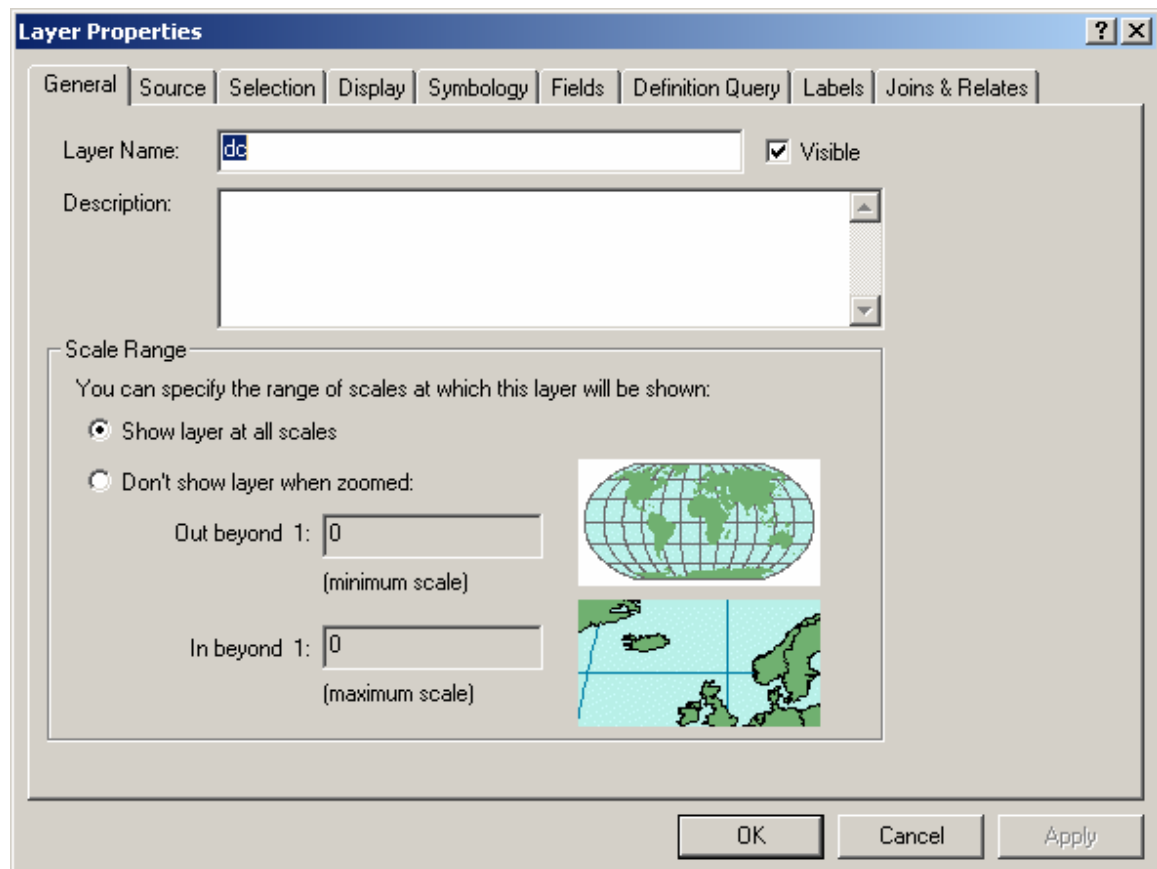 Layer Properties
General Source Selection Display Symbology Fields Definition Query Labels Joins & Relates
Layer Name: dc Visible
Description:
Scale Range
You can specify the range of scales at which this layer will be shown:
Show layer at all scales
Don't show layer when zoomed:
Out beyond 1: 0
(minimum scale)
In beyond 1: 0
(maximum scale)
OK Cancel Apply